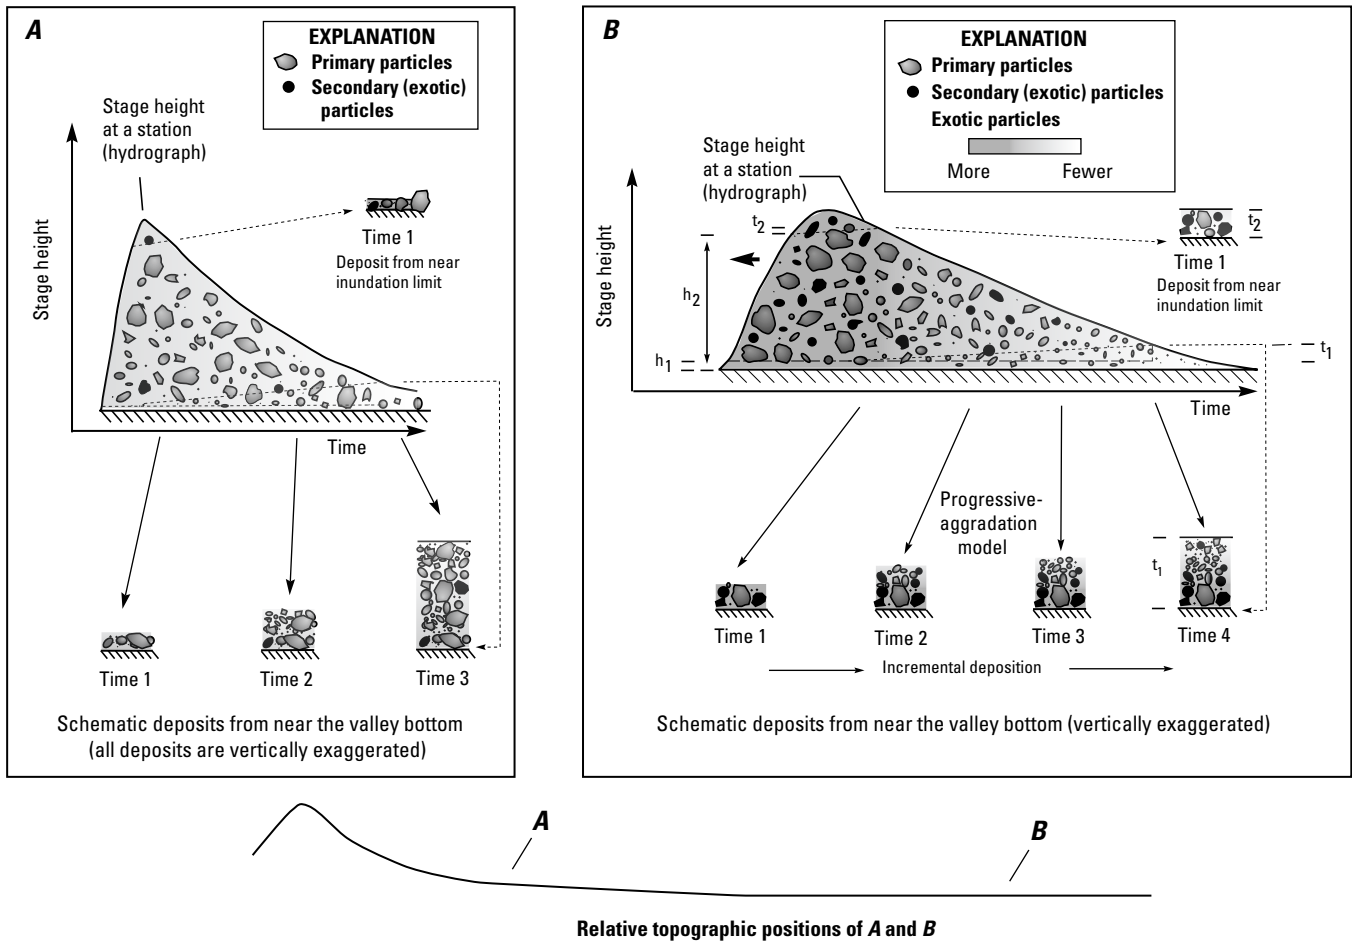 A
EXPLANATION
Primary particles
Secondary (exotic)
particles
Stage height
at a station
(hydrograph)
Stage height
Time 1
Deposit from near
inundation limit
Time
Time 1
Time 2
Time 3
Schematic deposits from near the valley bottom
(all deposits are vertically exaggerated)
B
EXPLANATION
Primary particles
Secondary (exotic) particles
Exotic particles
More Fewer
Stage height
at a station
(hydrograph)
Stage height
t2
h2
h1
t2
Time 1
Deposit from near
inundation limit
t1
Time
Progressive-
aggradation
model
t1
Time 1
Time 2
Time 3
Time 4
Incremental deposition
Schematic deposits from near the valley bottom (vertically exaggerated)
A
B
Relative topographic positions of A and B